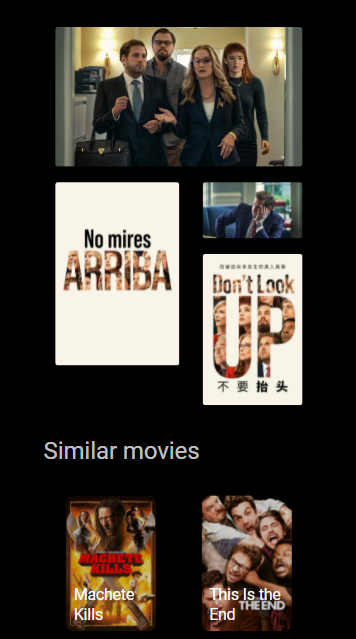 No mires
ARRIBA
Don't Look
UP
不要抬头
Similar movies
MACHETE
KILLS
Machete
Kills
This Is the
End
THE END